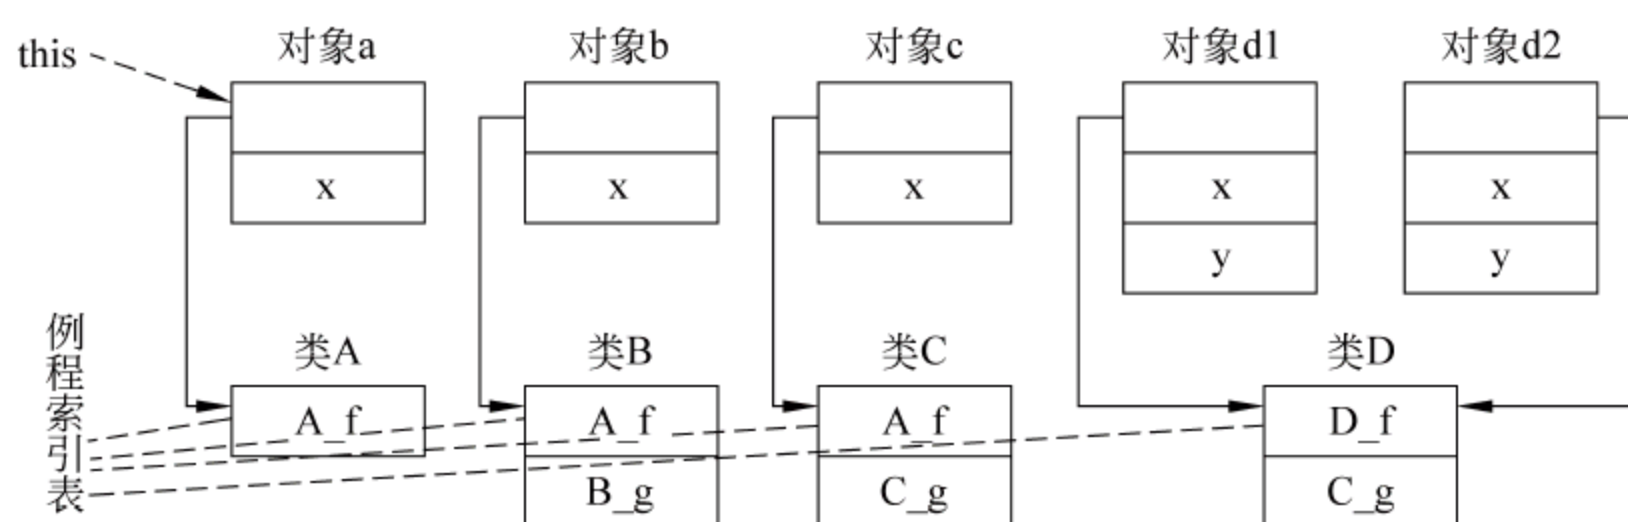 this
对象a
对象b
对象c
对象d1
对象d2
x
x
x
x
x
y
y
例程索引表
类A
类B
类C
类D
A_f
A_f
A_f
D_f
B_g
C_g
C_g